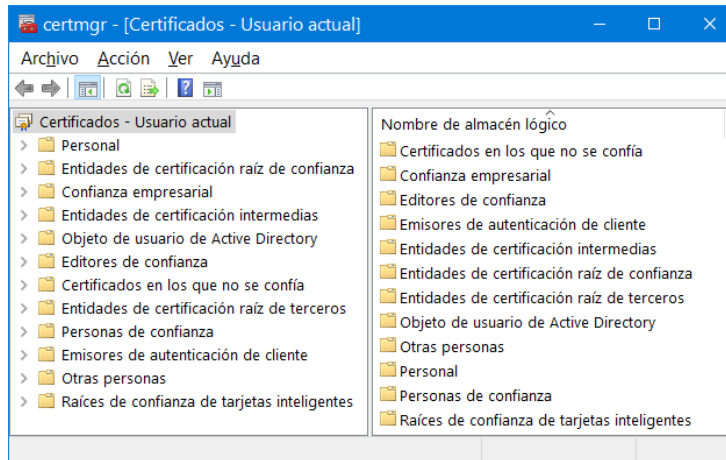 certmgr - [Certificados - Usuario actual]
Archivo Acción Ver Ayuda
Certificados - Usuario actual
Personal
Entidades de certificación raíz de confianza
Confianza empresarial
Entidades de certificación intermedias
Objeto de usuario de Active Directory
Editores de confianza
Certificados en los que no se confía
Entidades de certificación raíz de terceros
Personas de confianza
Emisores de autenticación de cliente
Otras personas
Raíces de confianza de tarjetas inteligentes
Nombre de almacén lógico
Certificados en los que no se confía
Confianza empresarial
Editores de confianza
Emisores de autenticación de cliente
Entidades de certificación intermedias
Entidades de certificación raíz de confianza
Entidades de certificación raíz de terceros
Objeto de usuario de Active Directory
Otras personas
Personal
Personas de confianza
Raíces de confianza de tarjetas inteligentes